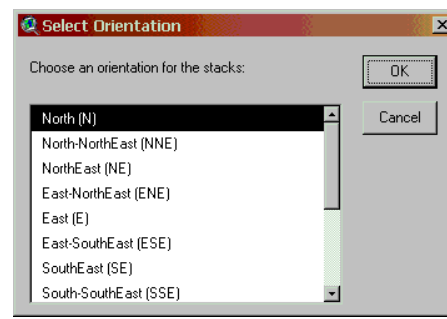 Select Orientation
Choose an orientation for the stacks:
OK
Cancel
North (N)
North-NorthEast (NNE)
NorthEast (NE)
East-NorthEast (ENE)
East (E)
East-SouthEast (ESE)
SouthEast (SE)
South-SouthEast (SSE)